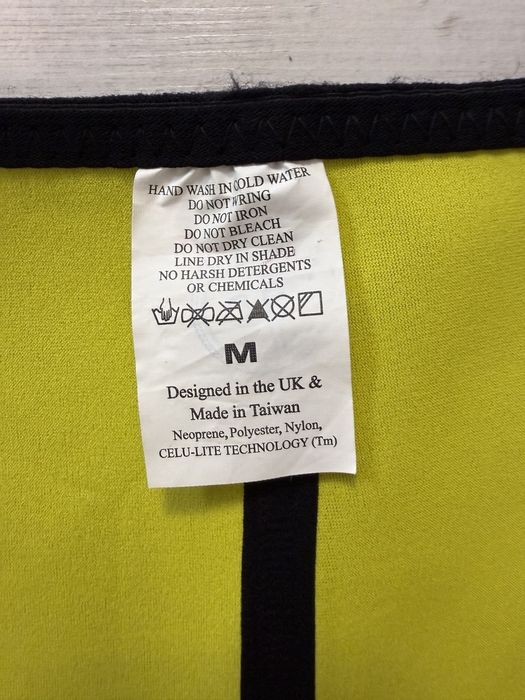 HAND WASH IN COLD WATER
DO NOT WRING
DO NOT IRON
DO NOT BLEACH
DO NOT DRY CLEAN
LINE DRY IN SHADE
NO HARSH DETERGENTS
OR CHEMICALS
M
Designed in the UK &
Made in Taiwan
Neoprene, Polyester, Nylon,
CELU-LITE TECHNOLOGY (Tm)